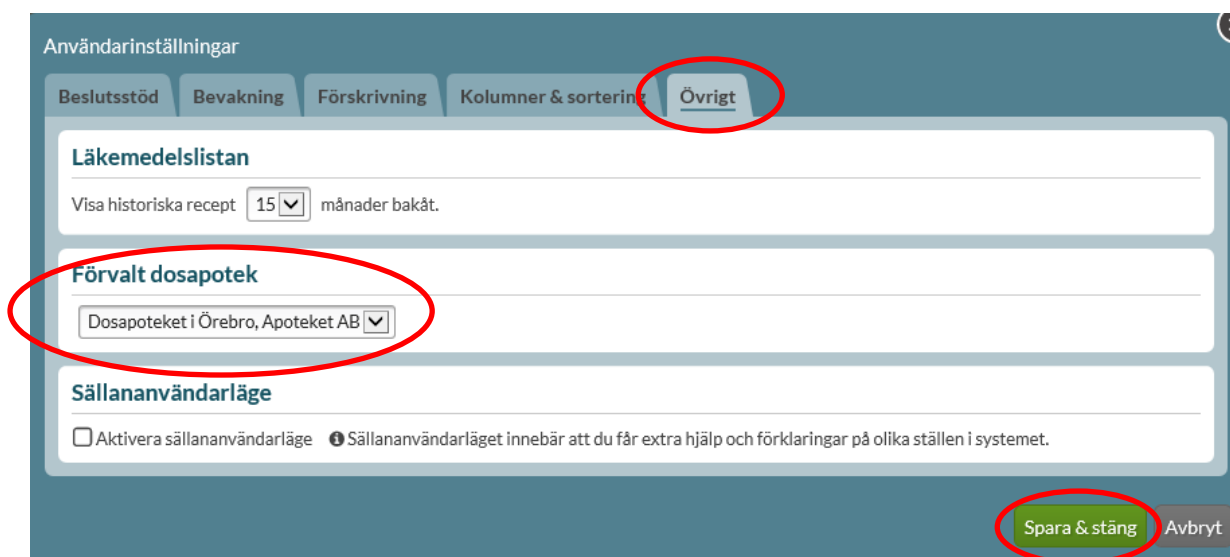 Användarinställningar
Beslutsstöd Bevakning Förskrivning Kolumner & sortering Övrigt
Läkemedelslistan
Visa historiska recept 15 månader bakåt.
Förvalt dosapotek
Dosapoteket i Örebro, Apoteket AB
Sällananvändarläge
Aktivera sällananvändarläge Sällananvändarläget innebär att du får extra hjälp och förklaringar på olika ställen i systemet.
Spara & stäng Avbryt